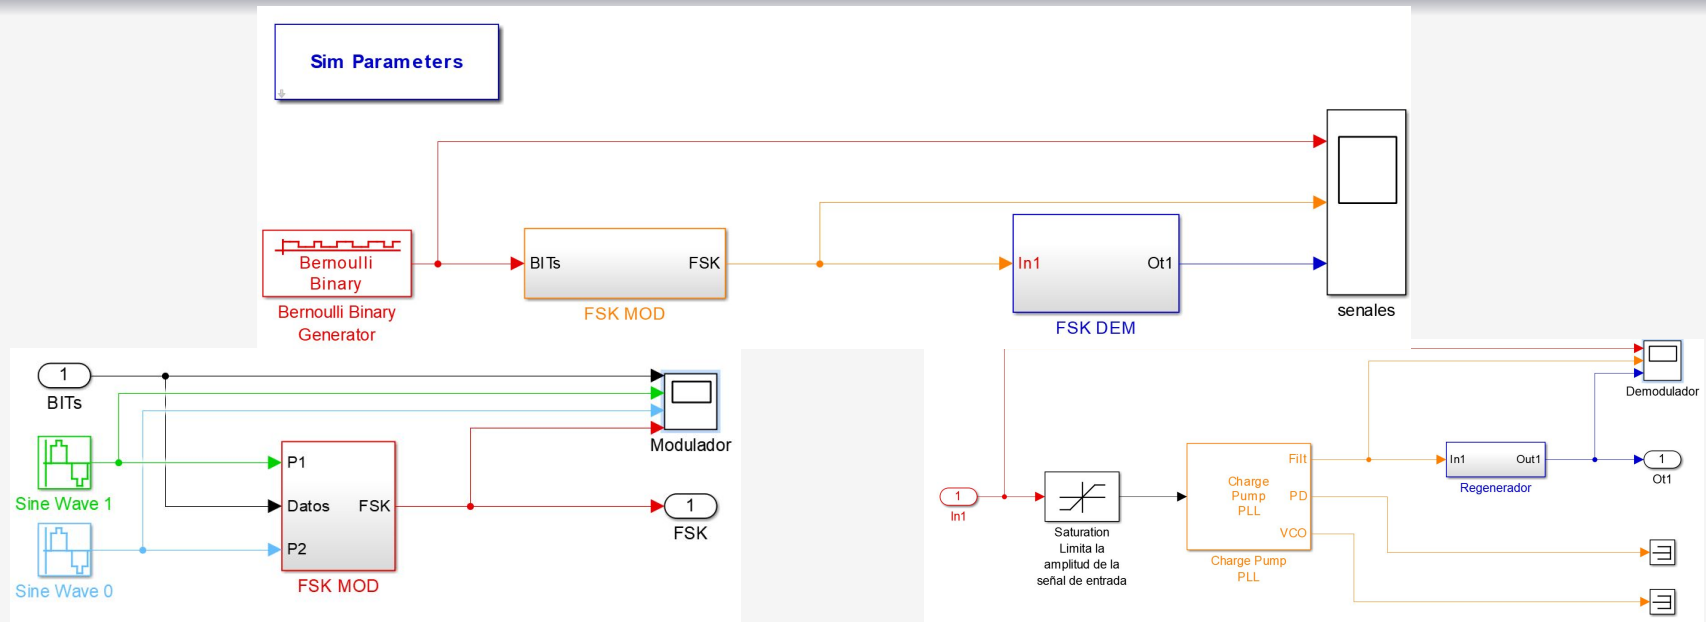 Sim Parameters
Bernoulli
Binary
Bernoulli Binary
Generator
BITs
FSK
FSK MOD
In1
Ot1
FSK DEM
senales
1
BITs
Sine Wave 1
Sine Wave 0
P1
Datos
FSK
P2
FSK MOD
Modulador
1
FSK
1
In1
Saturation
Limita la
amplitud de la
señal de entrada
Charge
Pump
PLL
Filt
PD
VCO
Charge Pump
PLL
In1
Out1
Regenerador
Demodulador
1
Ot1